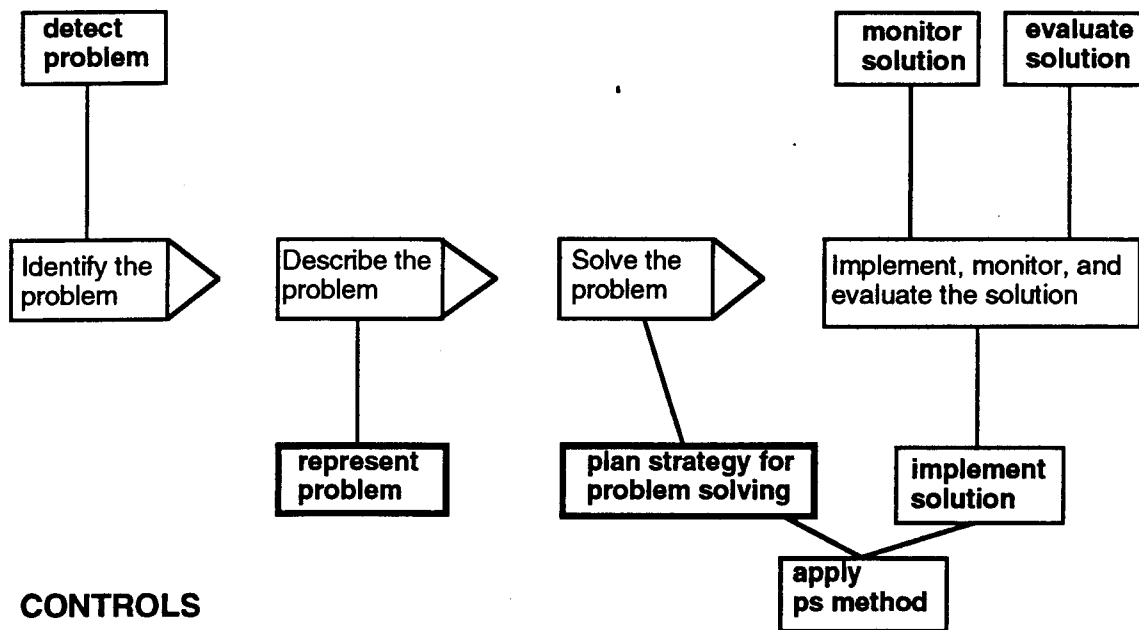 detect
problem
monitor
solution
evaluate
solution
Identify the
problem
Describe the
problem
Solve the
problem
Implement, monitor, and
evaluate the solution
represent
problem
plan strategy for
problem solving
implement
solution
apply
ps method
CONTROLS